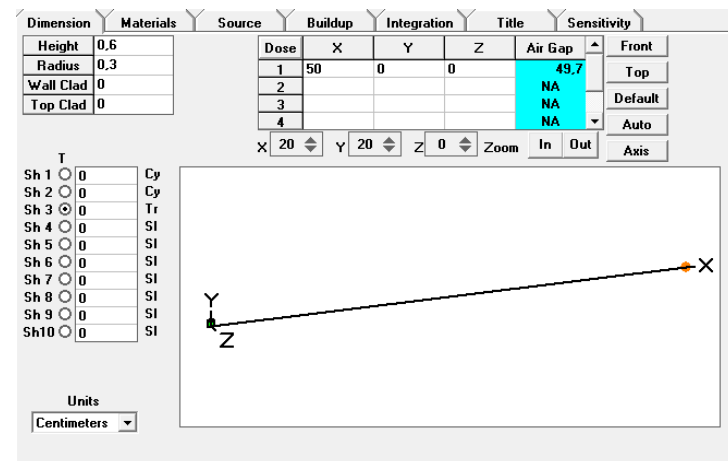 Dimension Materials Source Buildup Integration Title Sensitivity
Height 0,6
Radius 0,3
Wall Clad 0
Top Clad 0
Dose X Y Z Air Gap
1 50 0 0 49,7
2 NA
3 NA
4 NA
Front
Top
Default
Auto
Axis
X 20 Y 20 Z 0 Zoom In Out
T
Sh 1 0 Cy
Sh 2 0 Cy
Sh 3 0 Tr
Sh 4 0 Sl
Sh 5 0 Sl
Sh 6 0 Sl
Sh 7 0 Sl
Sh 8 0 Sl
Sh 9 0 Sl
Sh10 0 Sl
X
Y
Z
Units
Centimeters